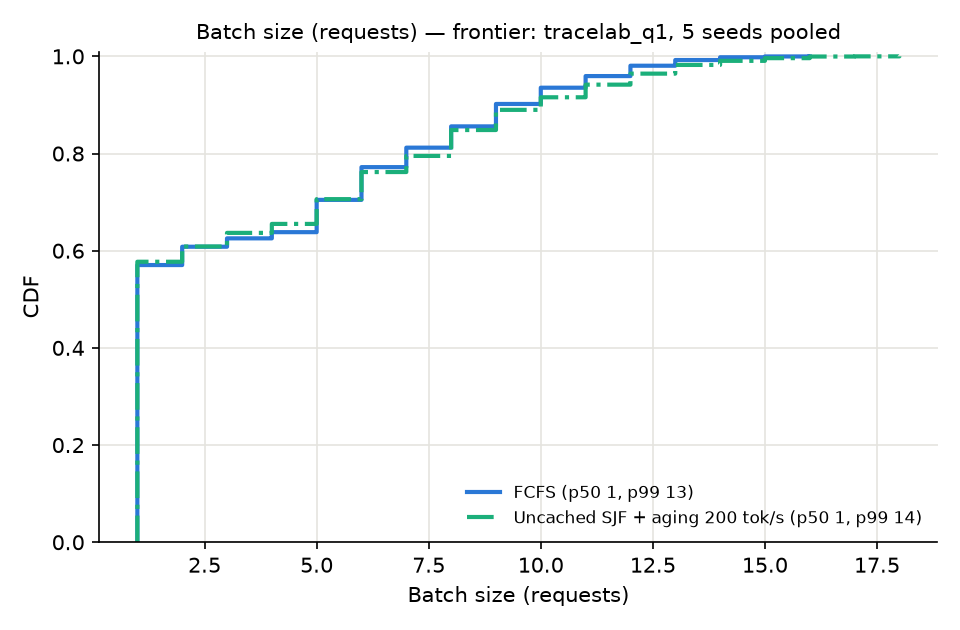 Batch size (requests) — frontier: tracelab_q1, 5 seeds pooled
1.0
0.8
0.6
0.4
0.2
0.0
CDF
FCFS (p50 1, p99 13)
Uncached SJF + aging 200 tok/s (p50 1, p99 14)
2.5 5.0 7.5 10.0 12.5 15.0 17.5
Batch size (requests)